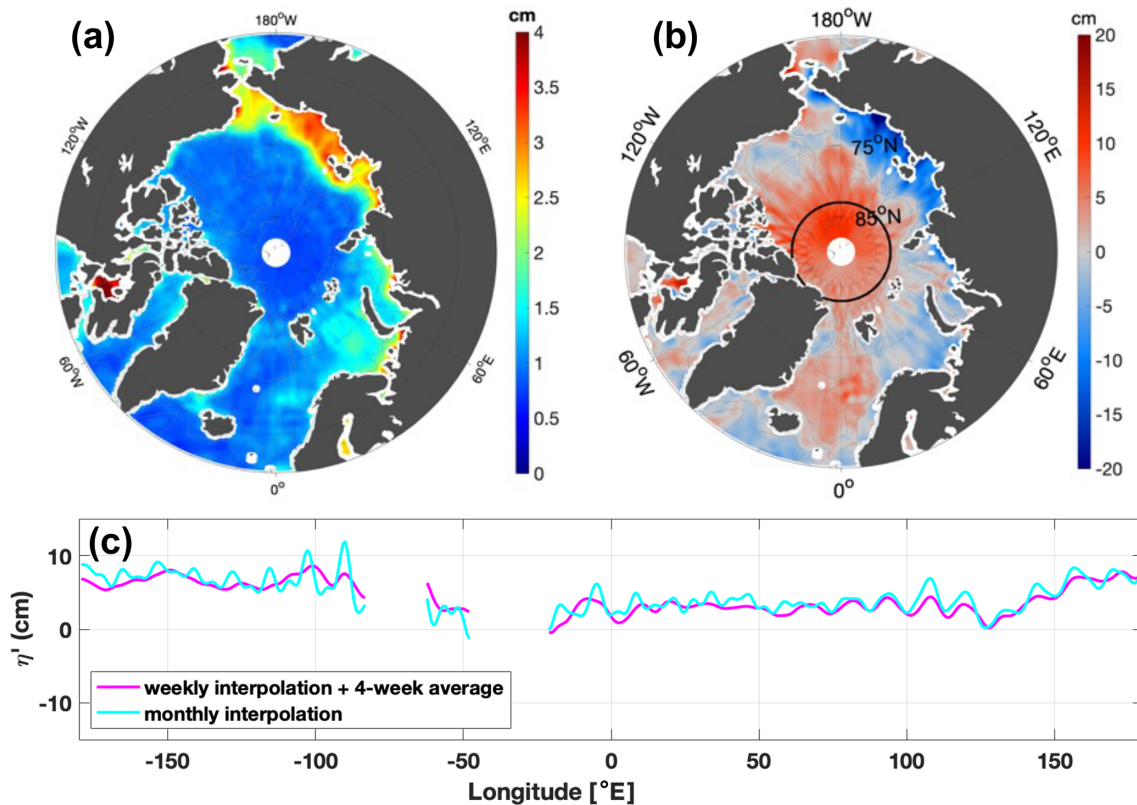 (a)
180°W
120°W
120°E
60°W
60°E
0°
cm
4
3.5
3
2.5
2
1.5
1
0.5
0
(b)
180°W
120°W
120°E
75°N
85°N
60°W
60°E
0°
cm
20
15
10
5
0
-5
-10
-15
-20
(c)
10
0
-10
η' (cm)
weekly interpolation + 4-week average
monthly interpolation
-150 -100 -50 0 50 100 150
Longitude [°E]